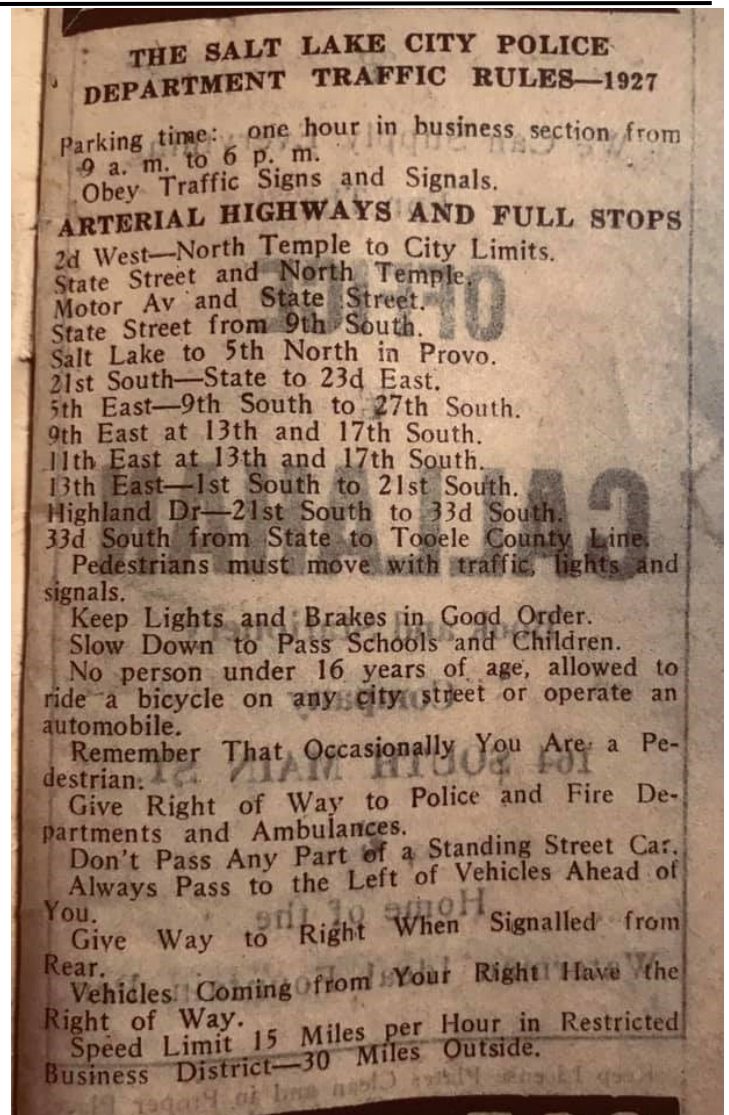 THE SALT LAKE CITY POLICE
DEPARTMENT TRAFFIC RULES—1927
Parking time: one hour in business section from
9 a. m. to 6 p. m.
Obey Traffic Signs and Signals.
ARTERIAL HIGHWAYS AND FULL STOPS
2d West—North Temple to City Limits.
State Street and North Temple.
Motor Av and State Street.
State Street from 9th South.
Salt Lake to 5th North in Provo.
21st South—State to 23d East.
5th East—9th South to 27th South.
9th East at 13th and 17th South.
11th East at 13th and 17th South.
13th East—1st South to 21st South.
Highland Dr—21st South to 33d South.
33d South from State to Tooele County Line.
Pedestrians must move with traffic, lights and
signals.
Keep Lights and Brakes in Good Order.
Slow Down to Pass Schools and Children.
No person under 16 years of age, allowed to
ride a bicycle on any city street or operate an
automobile.
Remember That Occasionally You Are a Pe-
destrian.
Give Right of Way to Police and Fire De-
partments and Ambulances.
Don't Pass Any Part of a Standing Street Car.
Always Pass to the Left of Vehicles Ahead of
You.
Give Way to Right When Signalled from
Rear.
Vehicles Coming from Your Right Have the
Right of Way.
Speed Limit 15 Miles per Hour in Restricted
Business District—30 Miles Outside.